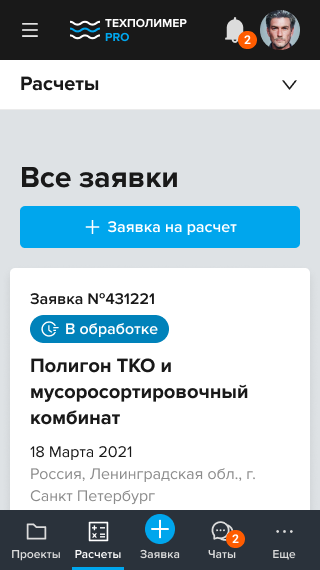 ТЕХПОЛИМЕР
PRO
2
Расчеты
Все заявки
Заявка на расчет
Заявка №431221
В обработке
Полигон ТКО и
мусоросортировочный
комбинат
18 Марта 2021
Россия, Ленинградская обл., г.
Санкт Петербург
2
Проекты Расчеты Заявка Чаты Еще